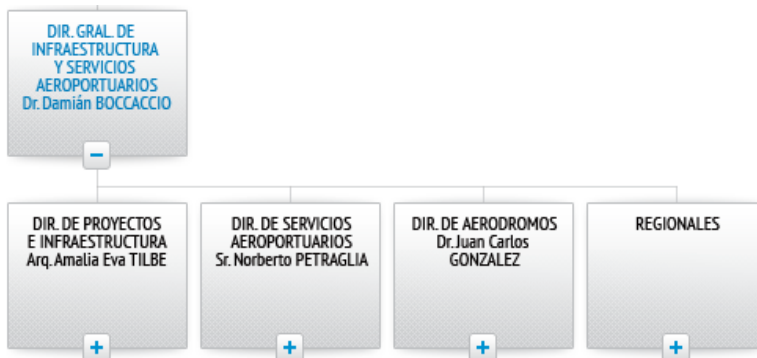 DIR. GRAL. DE
INFRAESTRUCTURA
Y SERVICIOS
AEROPORTUARIOS
Dr. Damián BOCCACCIO
DIR. DE PROYECTOS
E INFRAESTRUCTURA
Arq. Amalia Eva TILBE
DIR. DE SERVICIOS
AEROPORTUARIOS
Sr. Norberto PETRAGLIA
DIR. DE AERODROMOS
Dr. Juan Carlos
GONZALEZ
REGIONALES